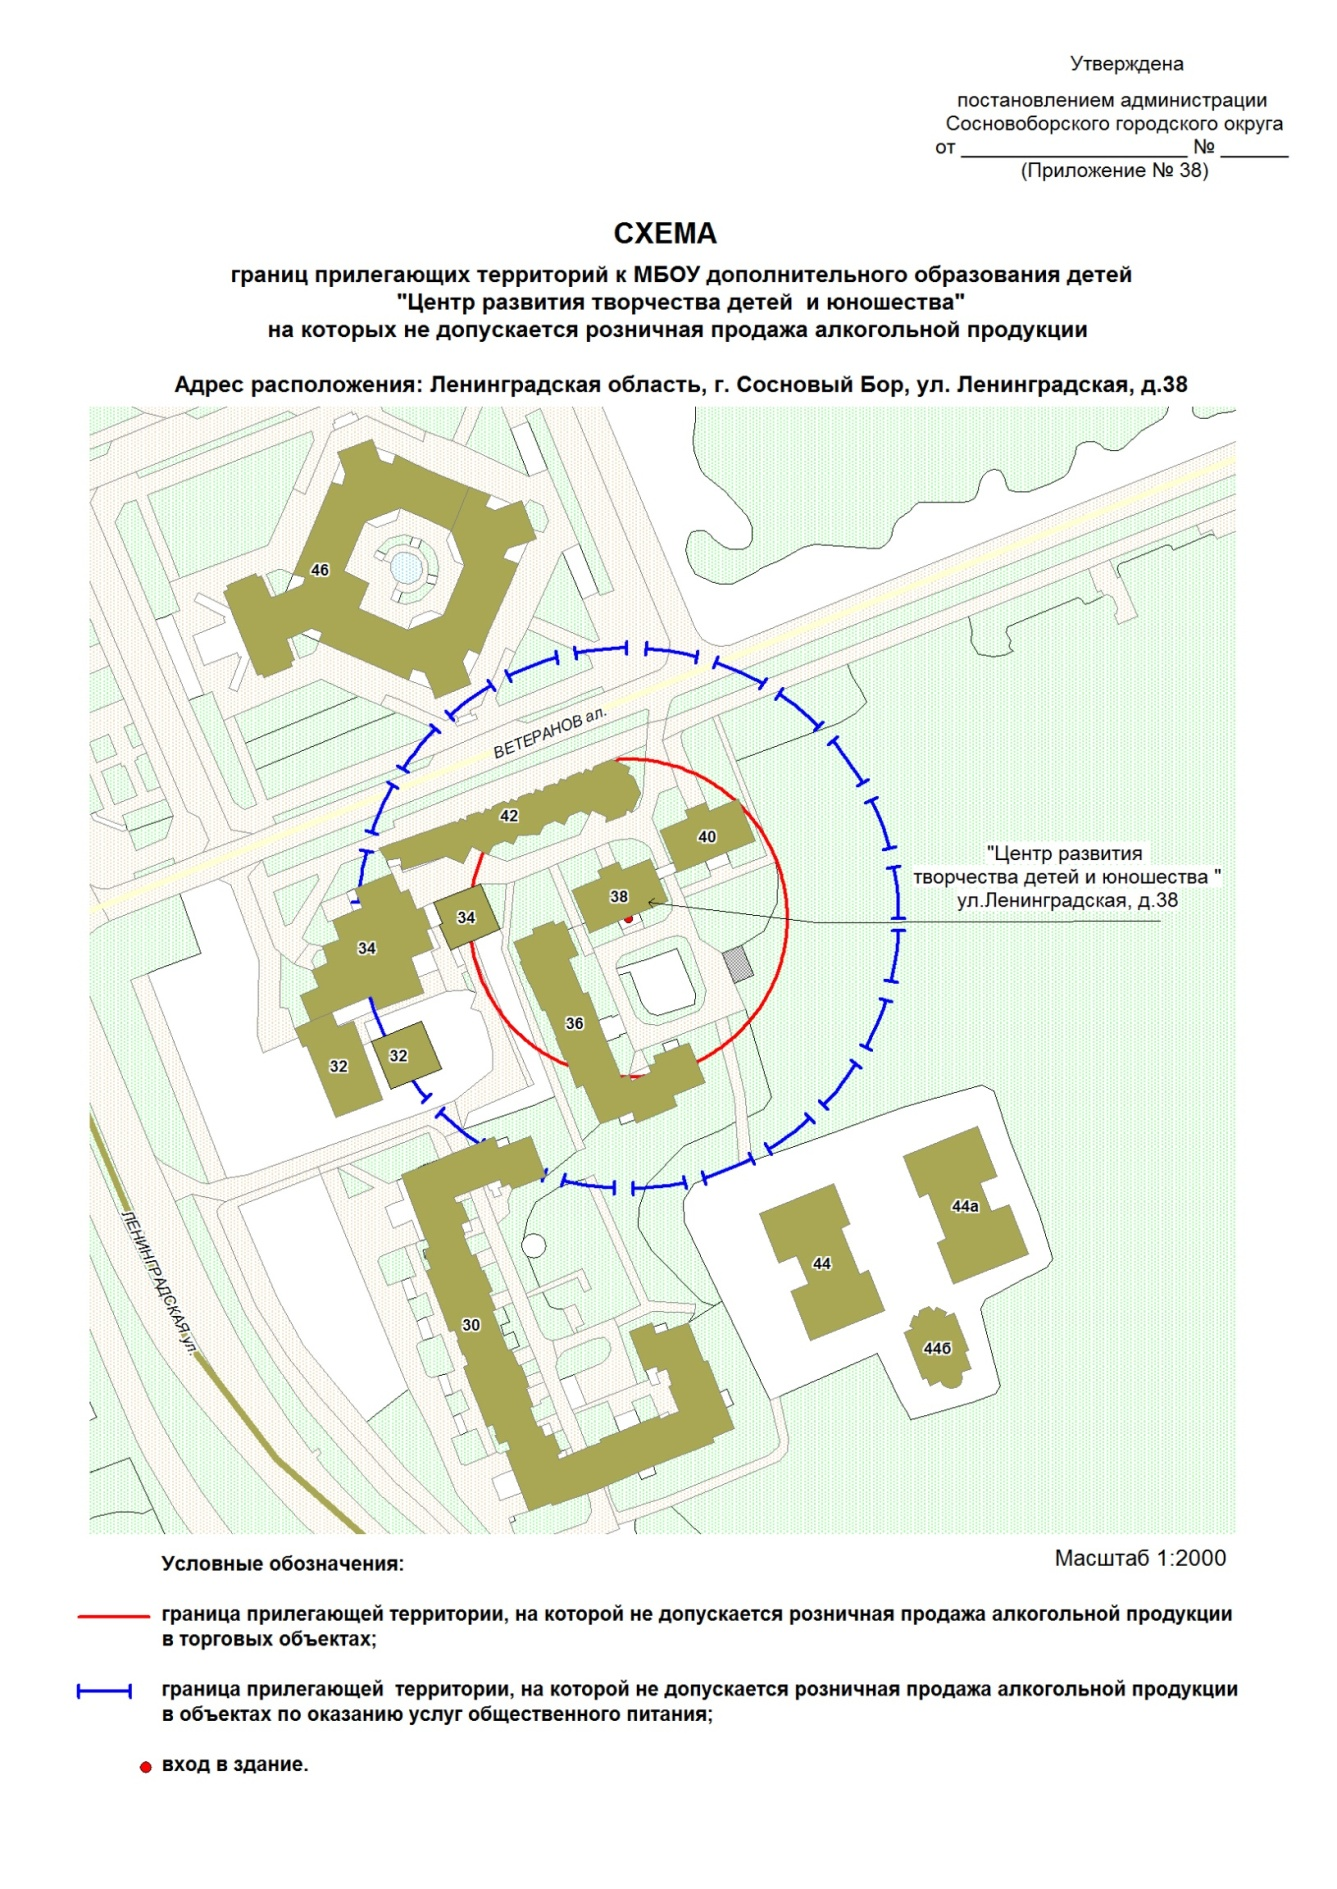 Утверждена
постановлением администрации
Сосновоборского городского округа
от ____________________ № ______
(Приложение № 38)
СХЕМА
границ прилегающих территорий к МБОУ дополнительного образования детей
"Центр развития творчества детей и юношества"
на которых не допускается розничная продажа алкогольной продукции
Адрес расположения: Ленинградская область, г. Сосновый Бор, ул. Ленинградская, д.38
46
ВЕТЕРАНОВ ал.
42
40
"Центр развития
творчества детей и юношества "
ул.Ленинградская, д.38
38
34
34
36
32
32
44а
44
30
44б
ЛЕНИНГРАДСКАЯ ул.
Масштаб 1:2000
Условные обозначения:
граница прилегающей территории, на которой не допускается розничная продажа алкогольной продукции
в торговых объектах;
граница прилегающей территории, на которой не допускается розничная продажа алкогольной продукции
в объектах по оказанию услуг общественного питания;
вход в здание.